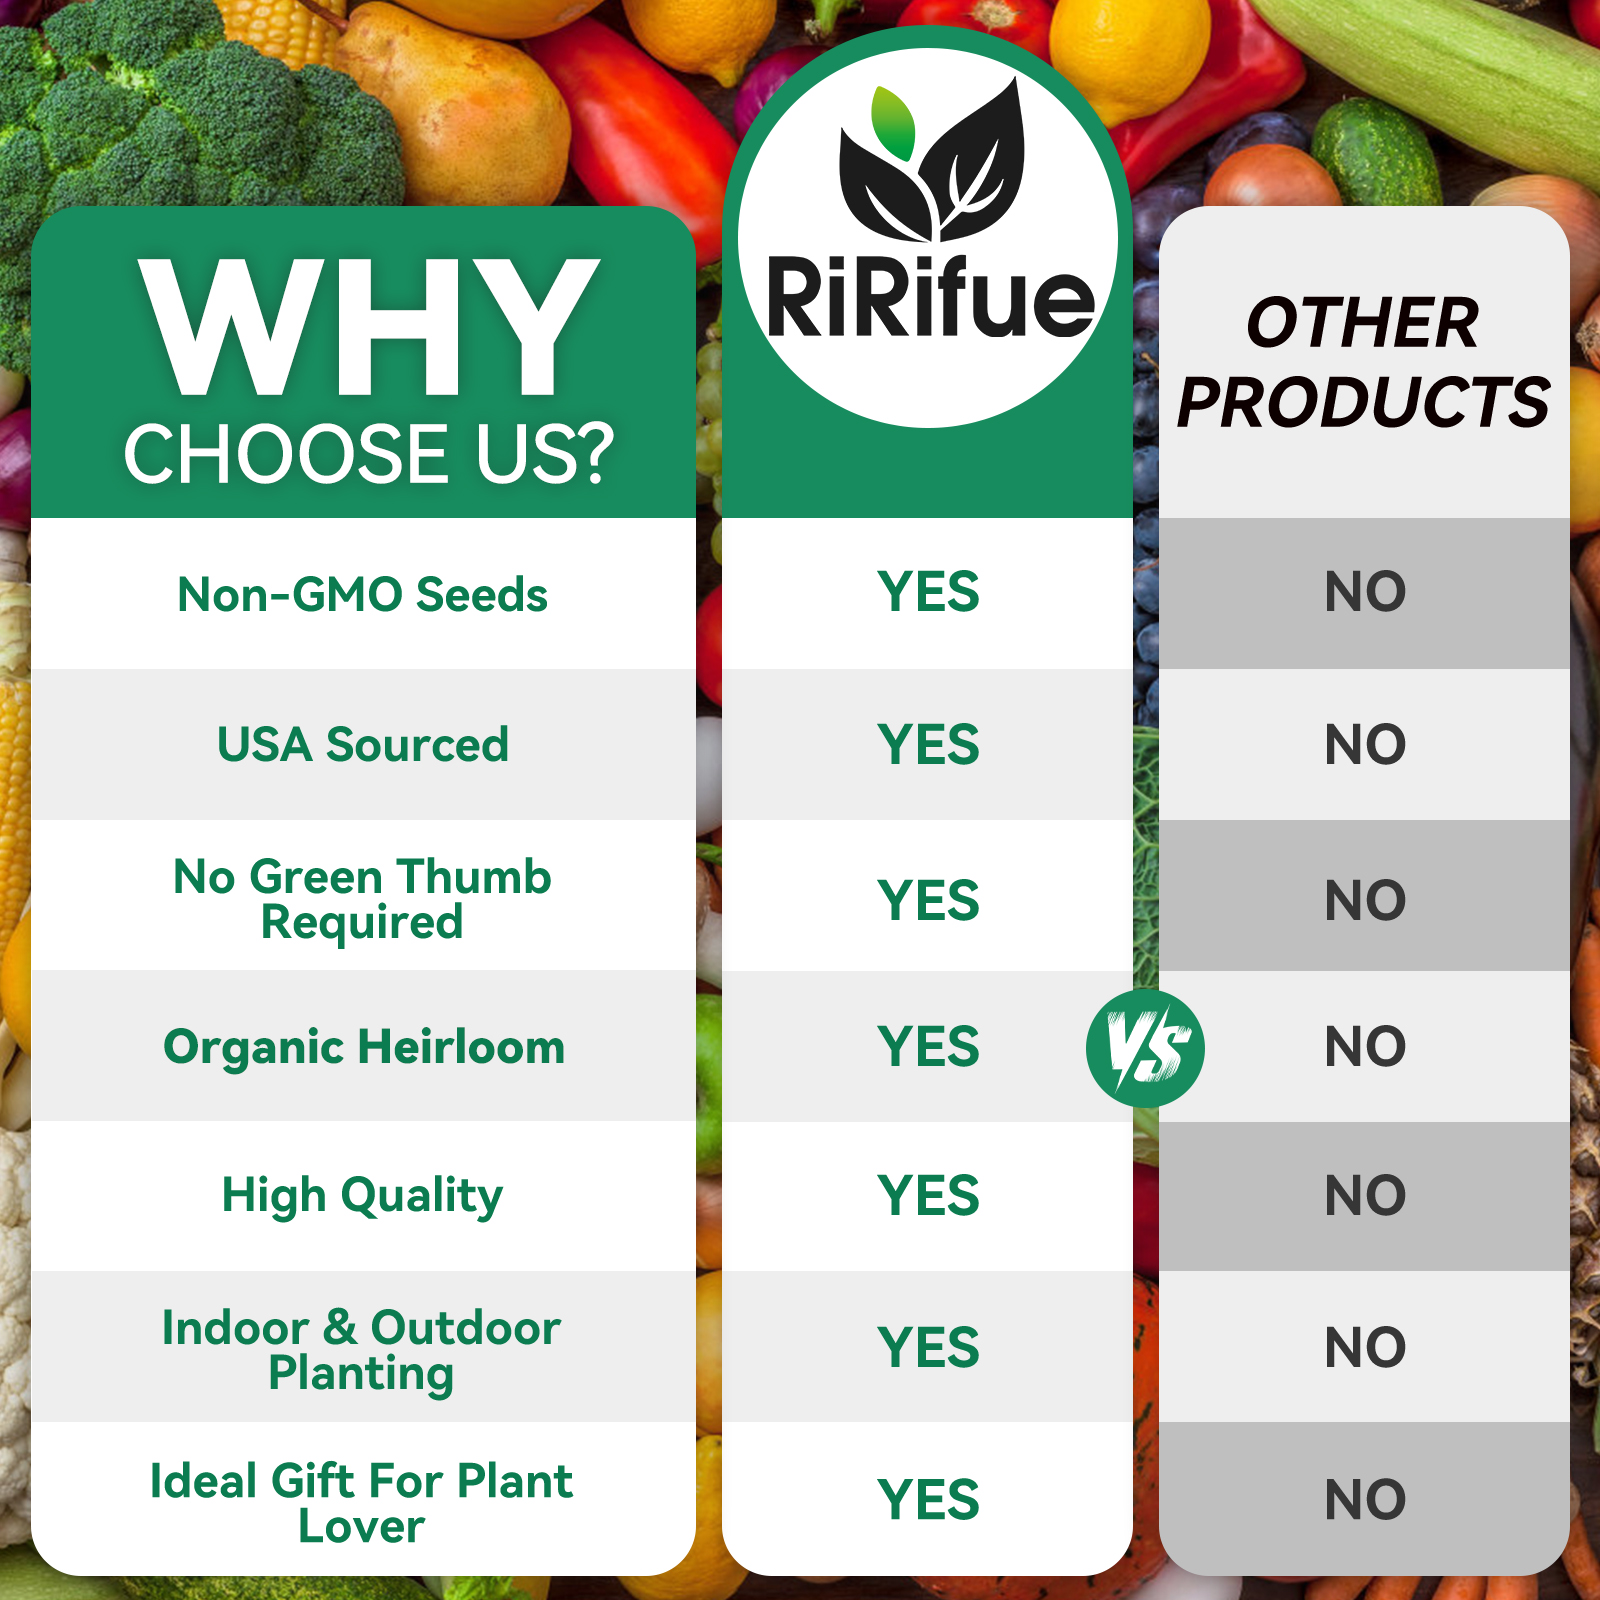 RiRifue
WHY
CHOOSE US?
OTHER
PRODUCTS
Non-GMO Seeds
YES
NO
USA Sourced
YES
NO
No Green Thumb
Required
YES
NO
Organic Heirloom
YES
VS
NO
High Quality
YES
NO
Indoor & Outdoor
Planting
YES
NO
Ideal Gift For Plant
Lover
YES
NO